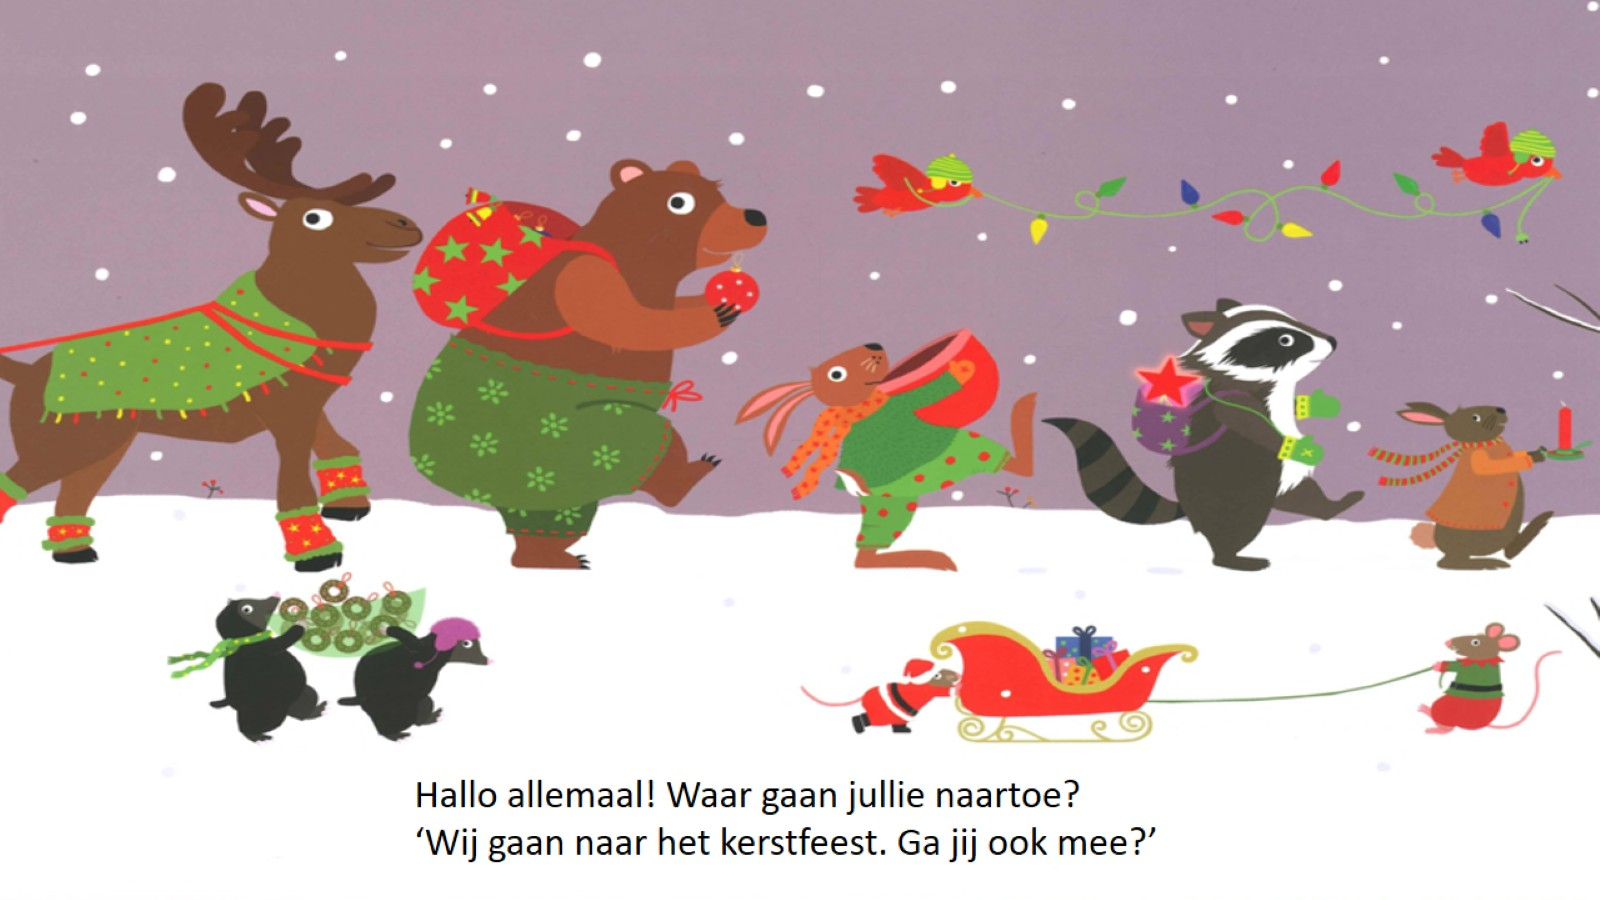 Hallo allemaal! Waar gaan jullie naartoe?
‘Wij gaan naar het kerstfeest. Ga jij ook mee?’